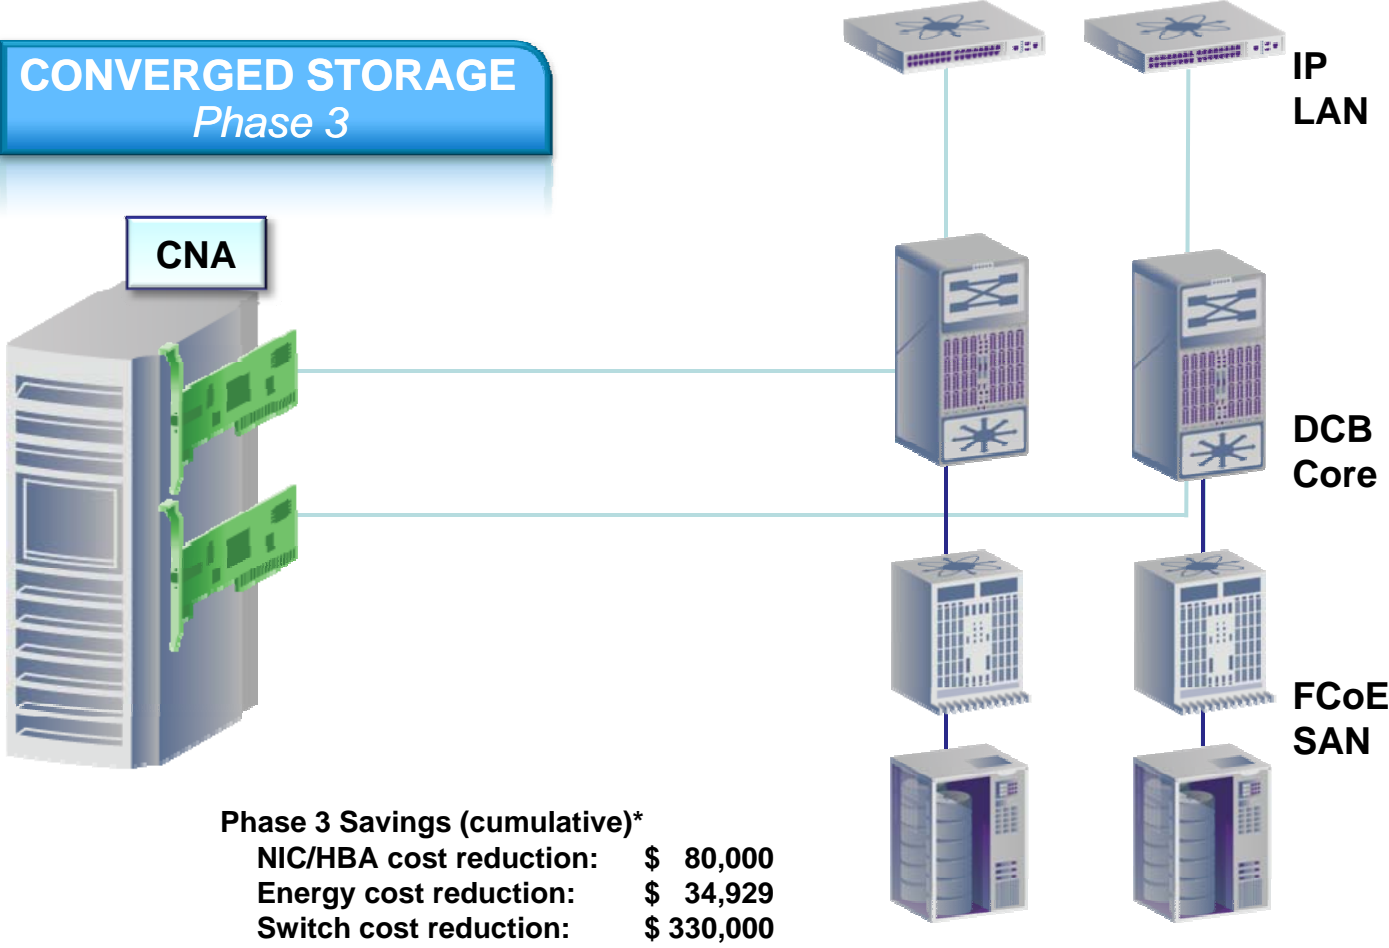 CONVERGED STORAGE
Phase 3
IP
LAN
CNA
DCB
Core
FCoE
SAN
Phase 3 Savings (cumulative)*
NIC/HBA cost reduction: $ 80,000
Energy cost reduction: $ 34,929
Switch cost reduction: $ 330,000